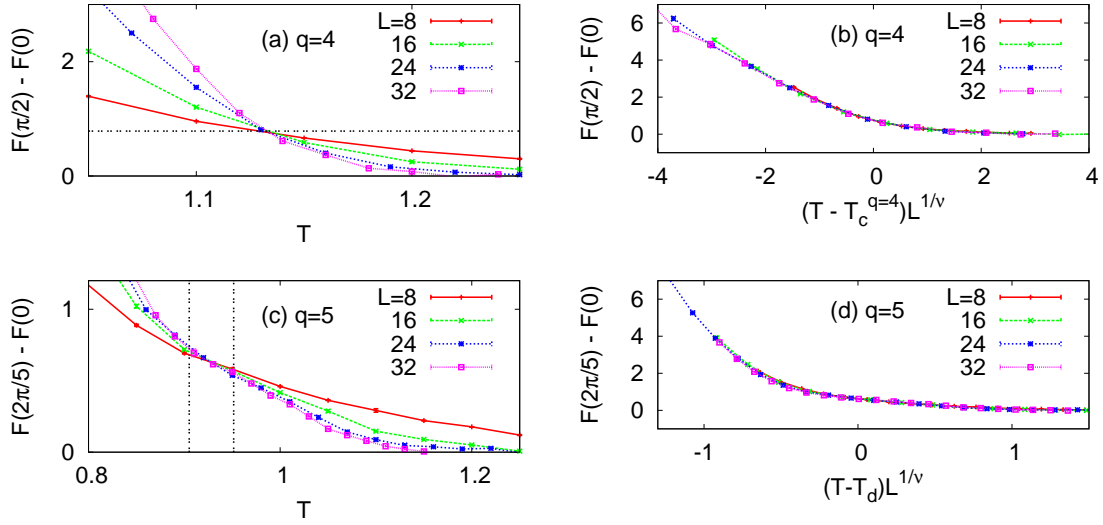 F(π/2) - F(0)
2
0
1.1
1.2
T
(a) q=4
L=8
16
24
32
F(π/2) - F(0)
6
4
2
0
-4
-2
0
2
4
(T - T_c^{q=4})L^{1/ν}
(b) q=4
L=8
16
24
32
F(2π/5) - F(0)
1
0
0.8
1
1.2
T
(c) q=5
L=8
16
24
32
F(2π/5) - F(0)
6
4
2
0
-1
0
1
(T-T_d)L^{1/ν}
(d) q=5
L=8
16
24
32